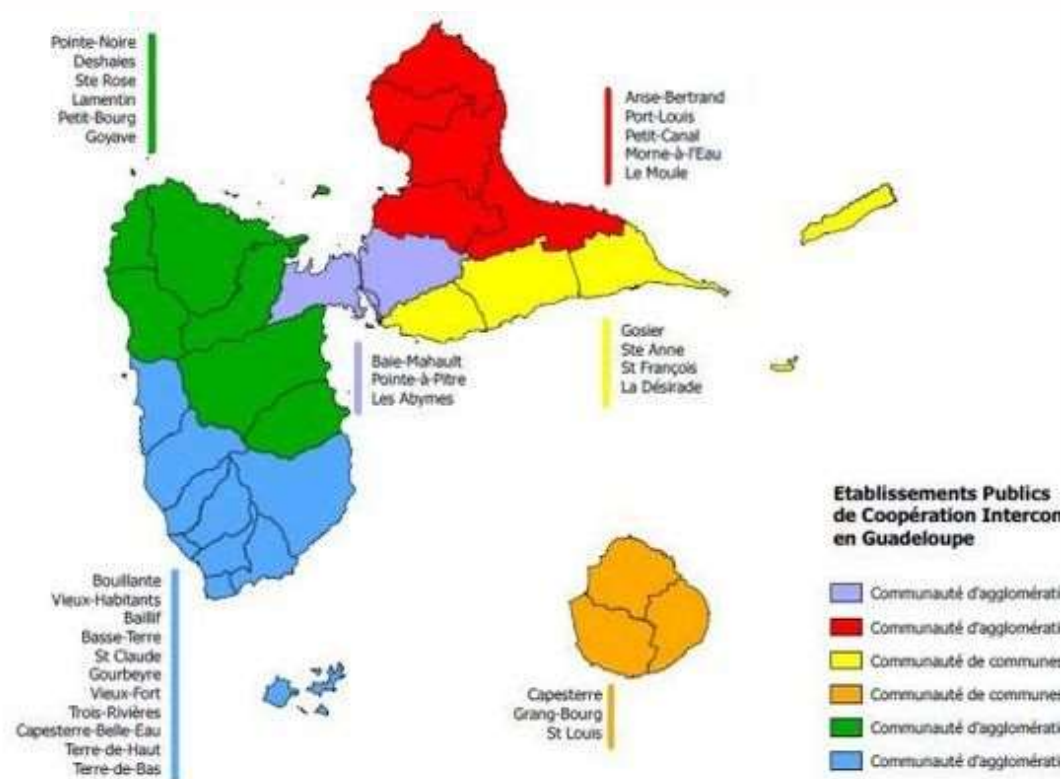 Pointe-Noire
Deshaies
Ste Rose
Lamentin
Petit-Bourg
Goyave
Anse-Bertrand
Port-Louis
Petit-Canal
Morne-à-l'Eau
Le Moule
Baie-Mahault
Pointe-à-Pitre
Les Abymes
Gosier
Ste Anne
St François
La Désirade
Bouillante
Vieux-Habitants
Baillif
Basse-Terre
St Claude
Gourbeyre
Vieux-Fort
Trois-Rivières
Capesterre-Belle-Eau
Terre-de-Haut
Terre-de-Bas
Capesterre
Grang-Bourg
St Louis
Etablissements Publics
de Coopération Intercon
en Guadeloupe
Communauté d'agglomérati
Communauté d'agglomérati
Communauté de communes
Communauté de communes
Communauté d'agglomérati
Communauté d'agglomérati